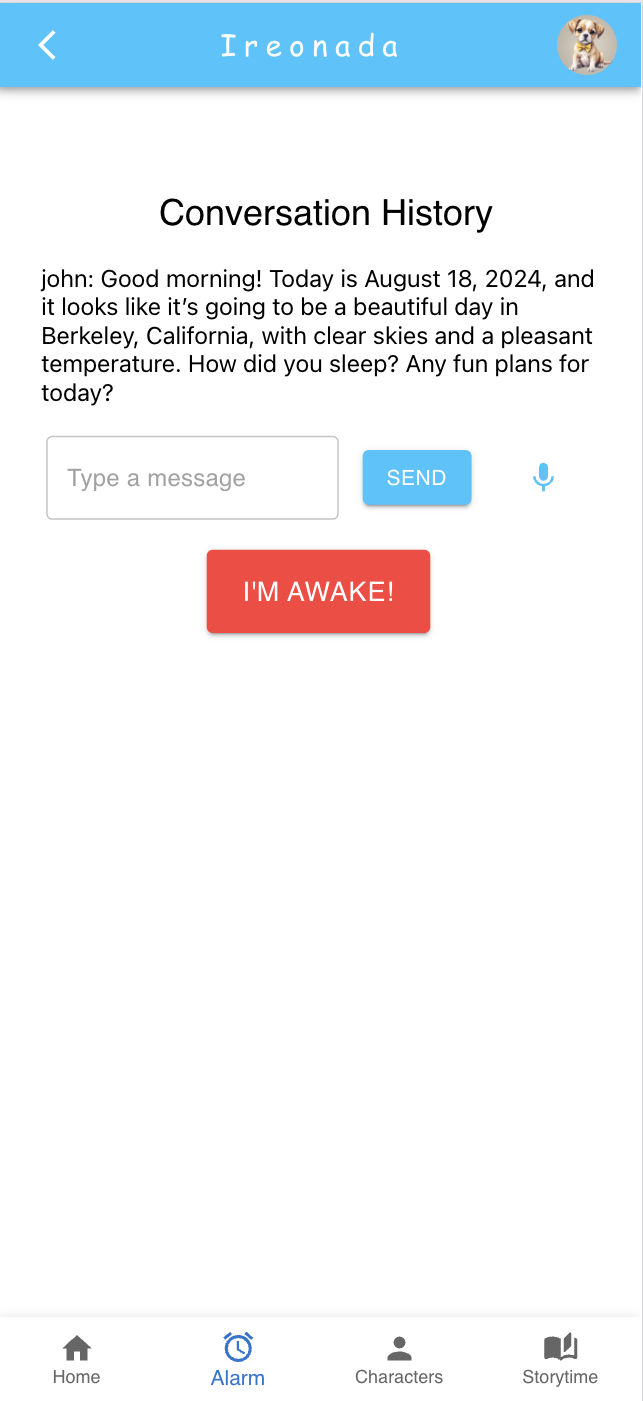 Ireonada
Conversation History
john: Good morning! Today is August 18, 2024, and
it looks like it’s going to be a beautiful day in
Berkeley, California, with clear skies and a pleasant
temperature. How did you sleep? Any fun plans for
today?
Type a message
SEND
I'M AWAKE!
Home
Alarm
Characters
Storytime